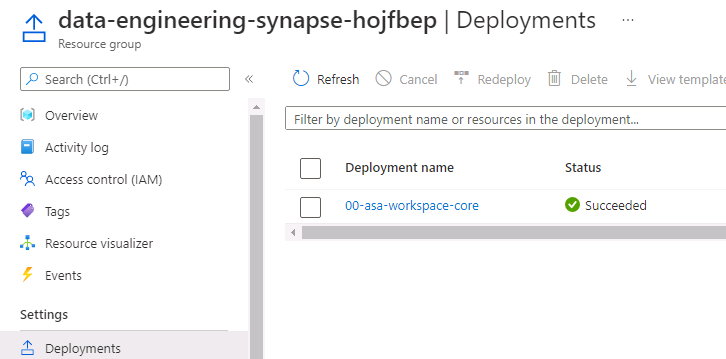 data-engineering-synapse-hojfbep | Deployments ...
Resource group
Search (Ctrl+/) «
Refresh Cancel Redeploy Delete View template
Overview
Filter by deployment name or resources in the deployment...
Activity log
Deployment name Status
Access control (IAM)
Tags
00-asa-workspace-core Succeeded
Resource visualizer
Events
Settings
Deployments